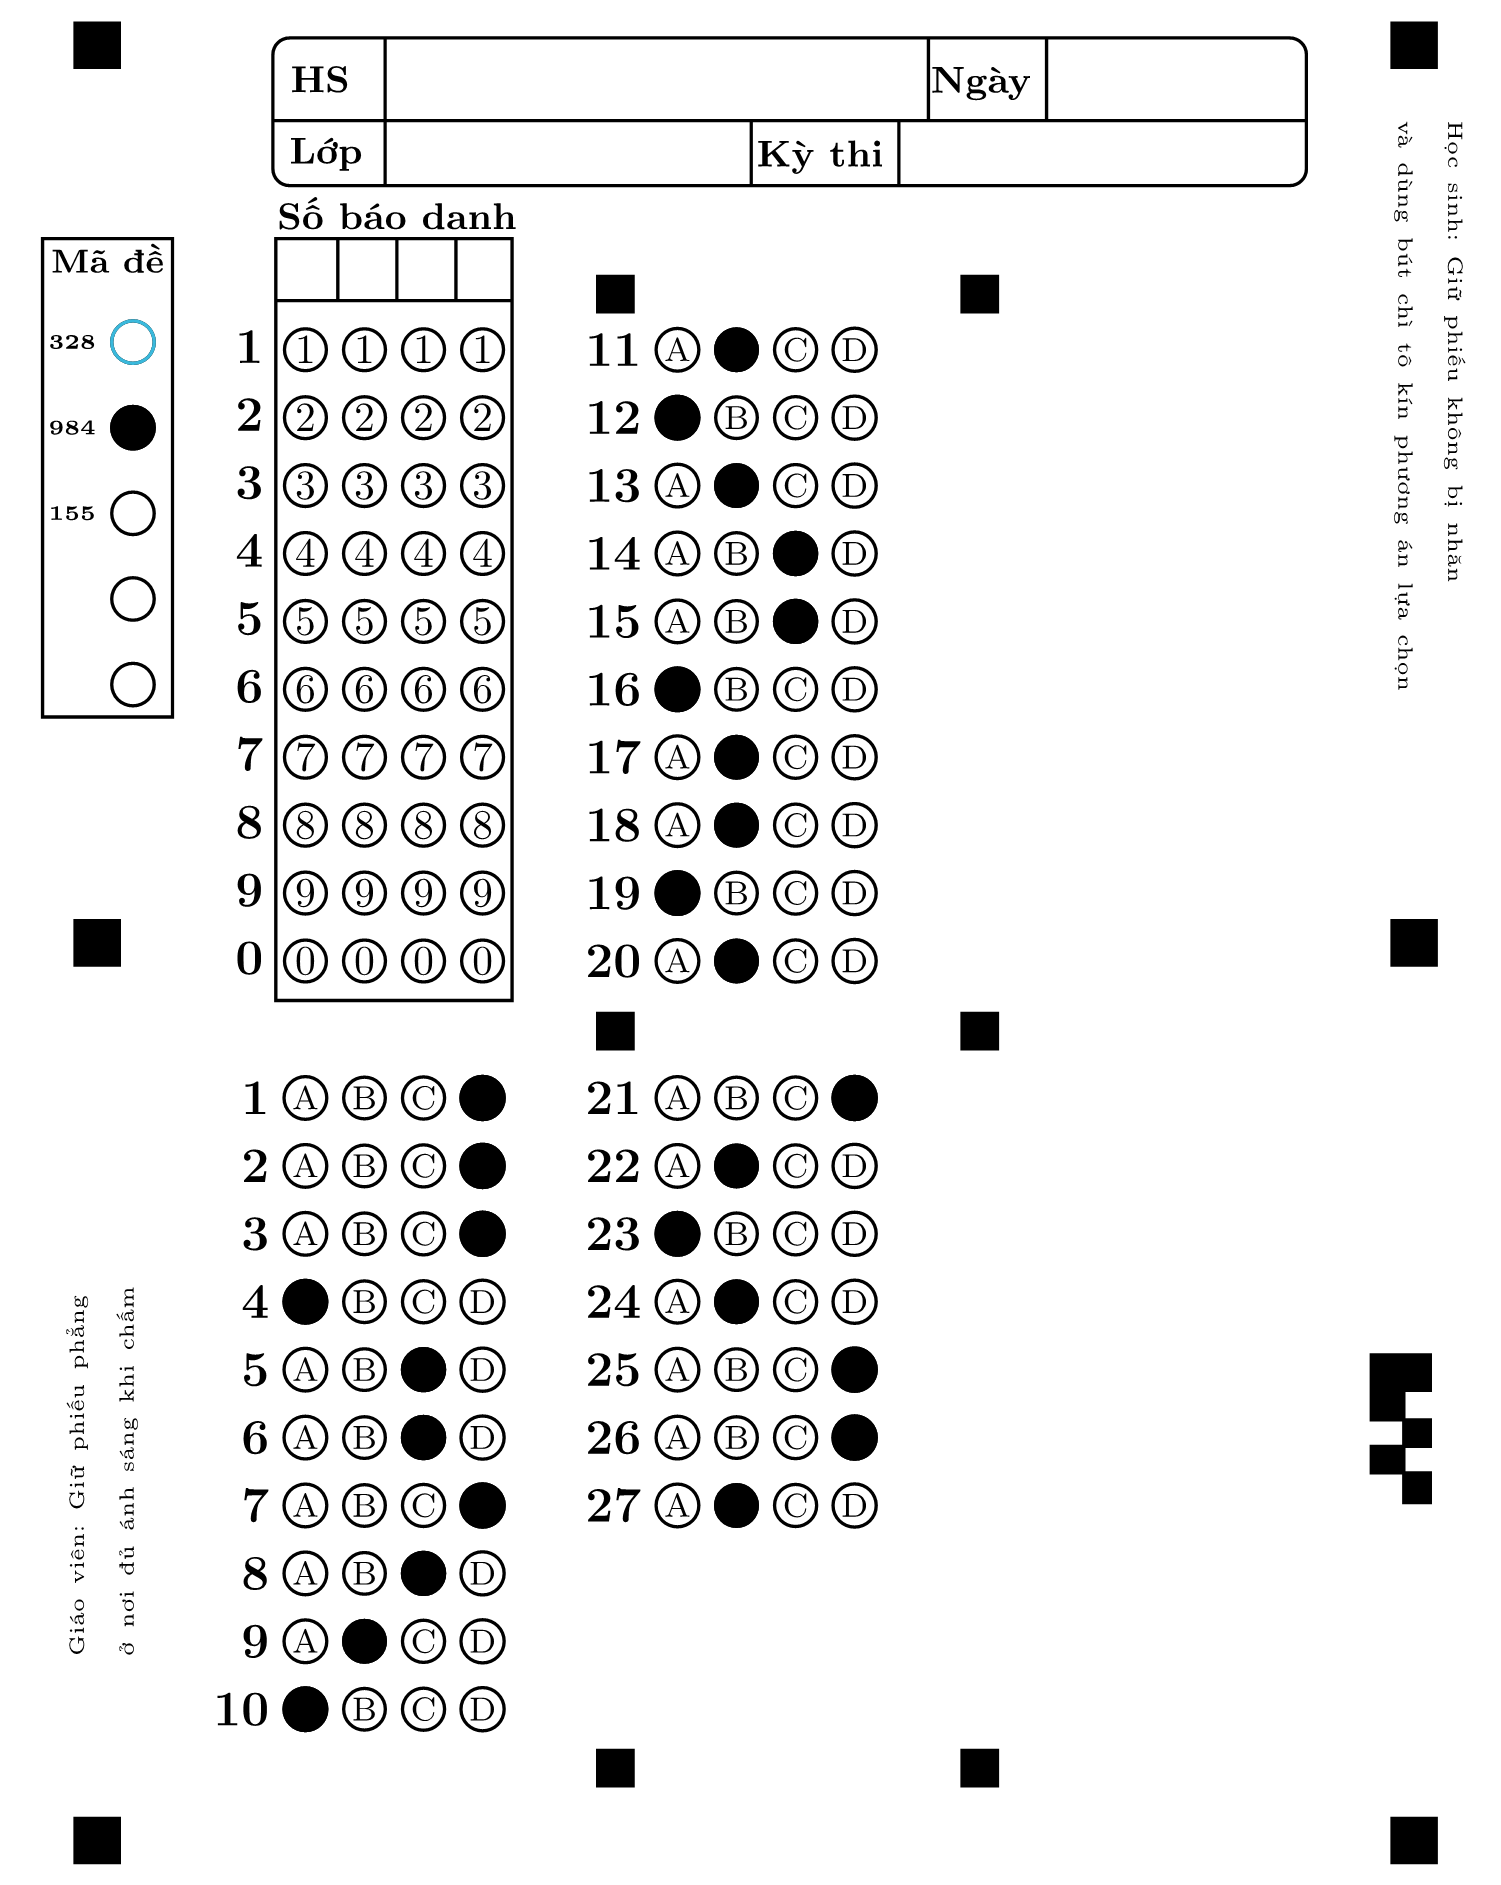 HS
Ngày
Lớp
Kỳ thi
Số báo danh
Mã đề
328
984
155
1 1 1 1 1
2 2 2 2 2
3 3 3 3 3
4 4 4 4 4
5 5 5 5 5
6 6 6 6 6
7 7 7 7 7
8 8 8 8 8
9 9 9 9 9
0 0 0 0 0
1 A B C
2 A B C
3 A B C
4 B C D
5 A B D
6 A B D
7 A B C
8 A B D
9 A C D
10 B C D
11 A C D
12 B C D
13 A C D
14 A B D
15 A B D
16 B C D
17 A C D
18 A C D
19 B C D
20 A C D
21 A B C
22 A C D
23 B C D
24 A C D
25 A B C
26 A B C
27 A C D
Học sinh: Giữ phiếu không bị nhăn
và dùng bút chì tô kín phương án lựa chọn
Giáo viên: Giữ phiếu phẳng
ở nơi đủ ánh sáng khi chấm